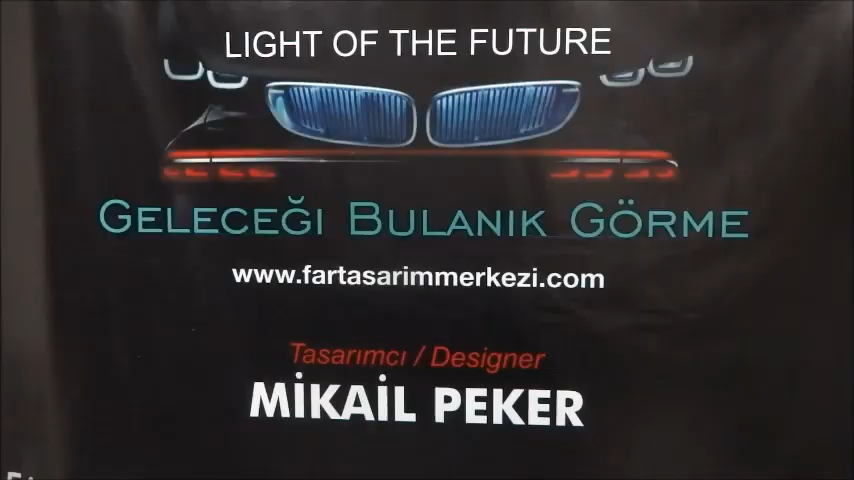 LIGHT OF THE FUTURE
GELECEĞI BULANIK GÖRME
www.fartasarimmerkezi.com
Tasarımcı / Designer
MİKAİL PEKER